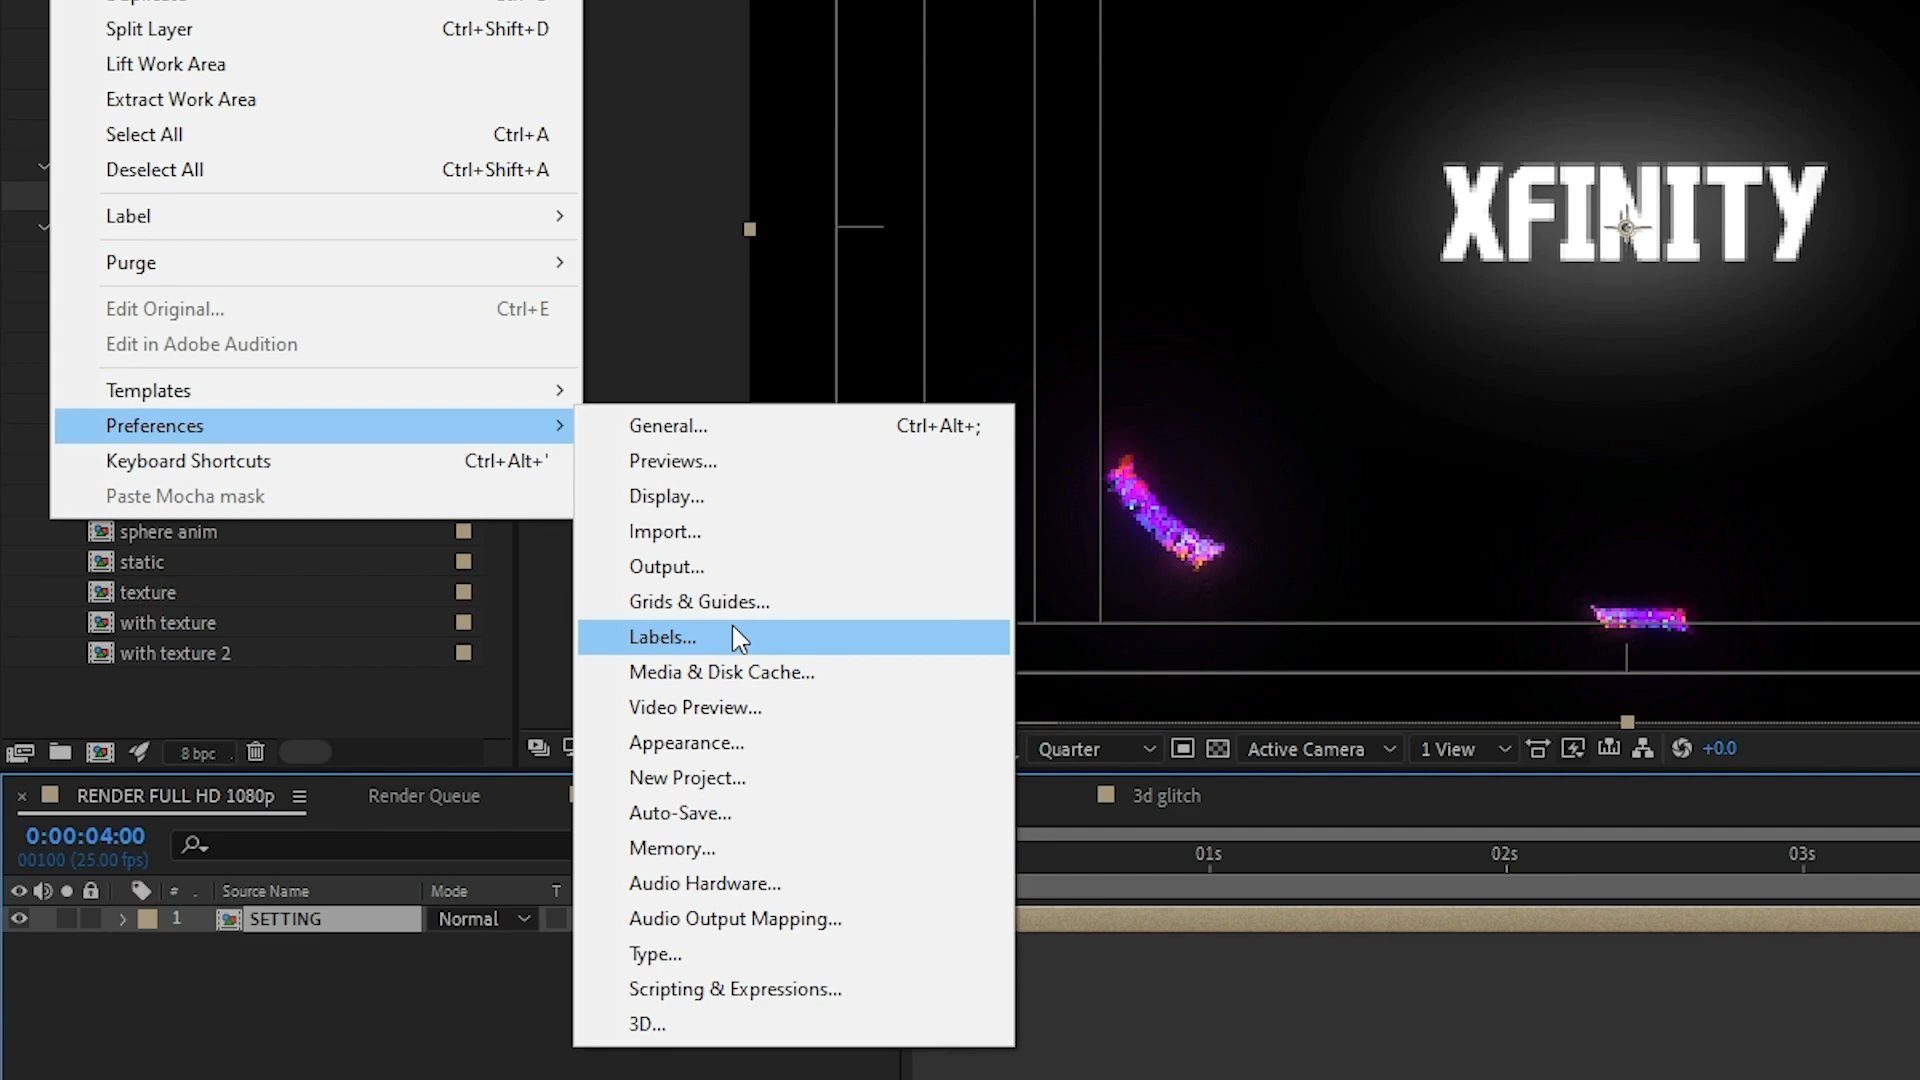 Split Layer Ctrl+Shift+D
Lift Work Area
Extract Work Area
Select All Ctrl+A
Deselect All Ctrl+Shift+A
Label
Purge
Edit Original... Ctrl+E
Edit in Adobe Audition
Templates
Preferences
Keyboard Shortcuts Ctrl+Alt+'
Paste Mocha mask
General... Ctrl+Alt+;
Previews...
Display...
Import...
Output...
Grids & Guides...
Labels...
Media & Disk Cache...
Video Preview...
Appearance...
New Project...
Auto-Save...
Memory...
Audio Hardware...
Audio Output Mapping...
Type...
Scripting & Expressions...
3D...
sphere anim
static
texture
with texture
with texture 2
8 bpc
XFINITY
Quarter Active Camera 1 View +0.0
× RENDER FULL HD 1080p Render Queue 3d glitch
0:00:04:00
00100 (25.00 fps)
01s 02s 03s
# . Source Name Mode T
1 SETTING Normal